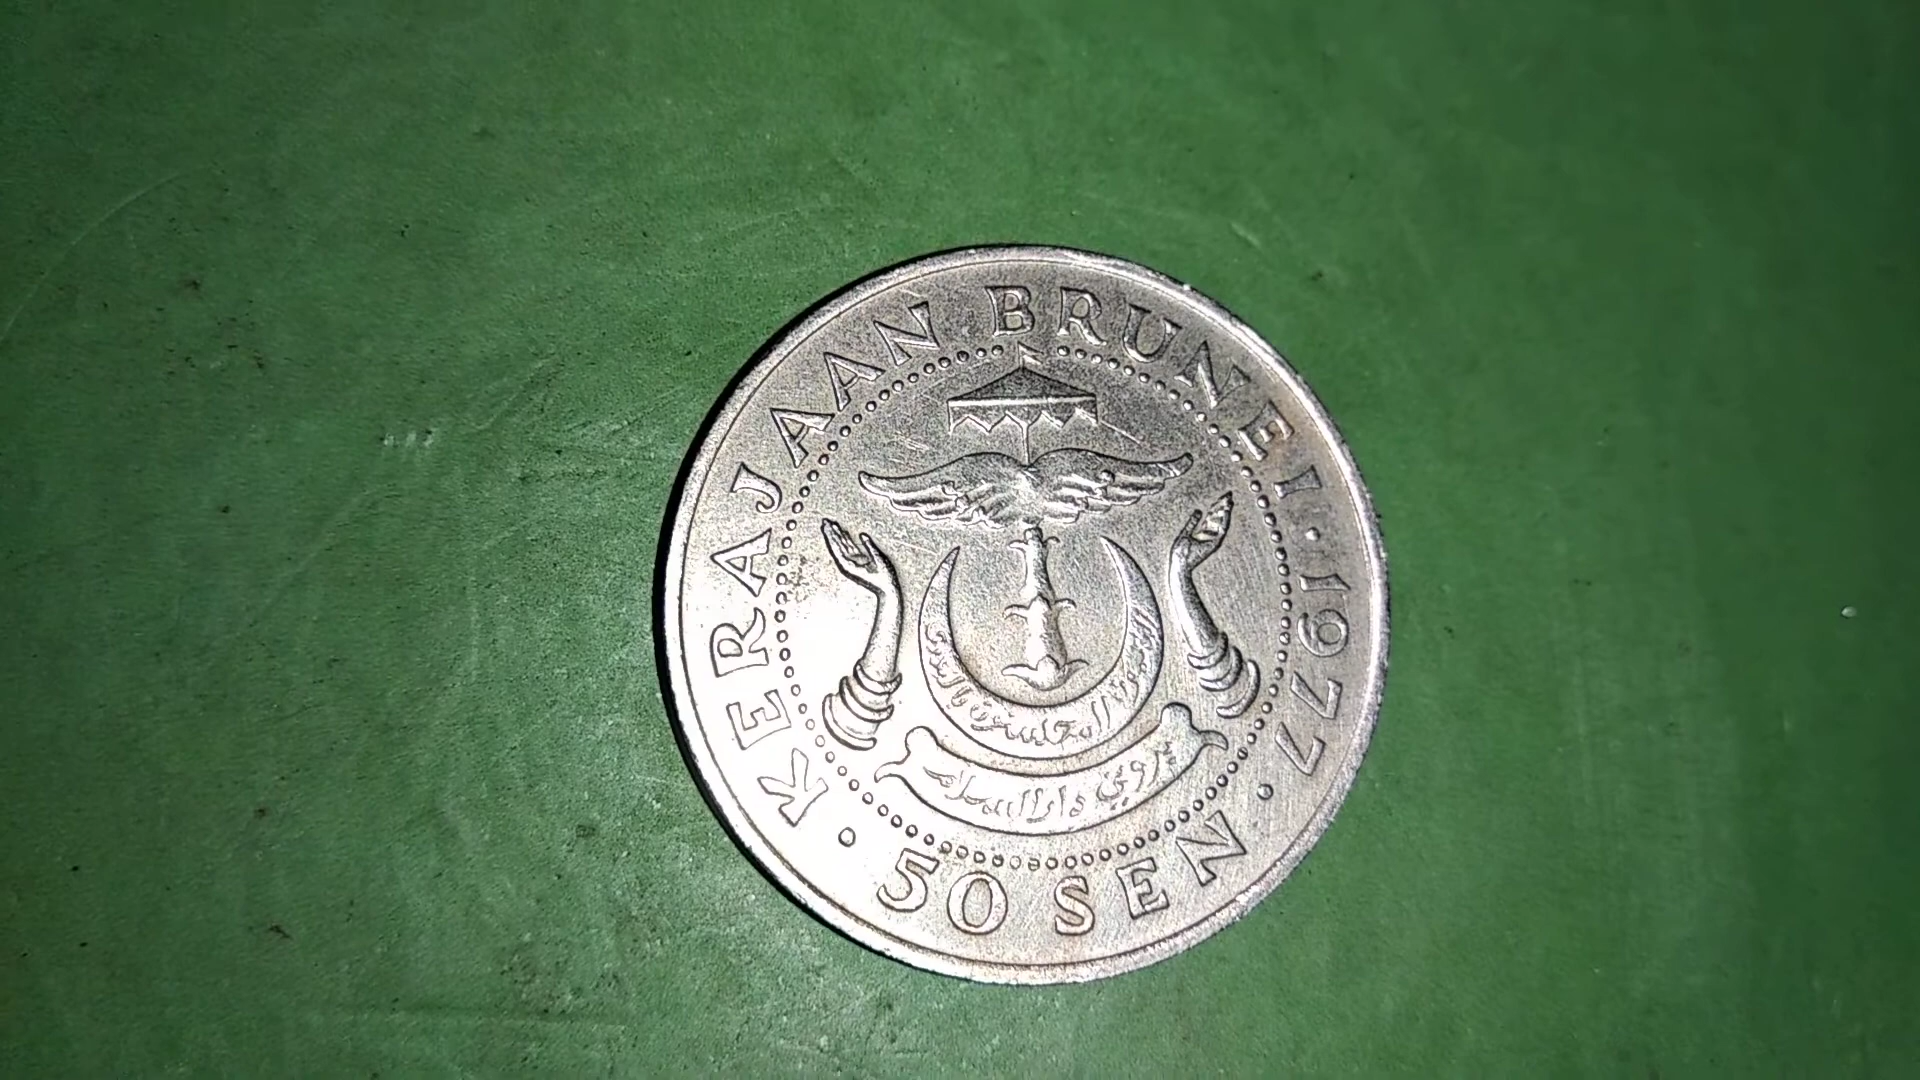 KERAJAAN BRUNEI · 1977 ·
· 50 SEN
بروني دارالسلام